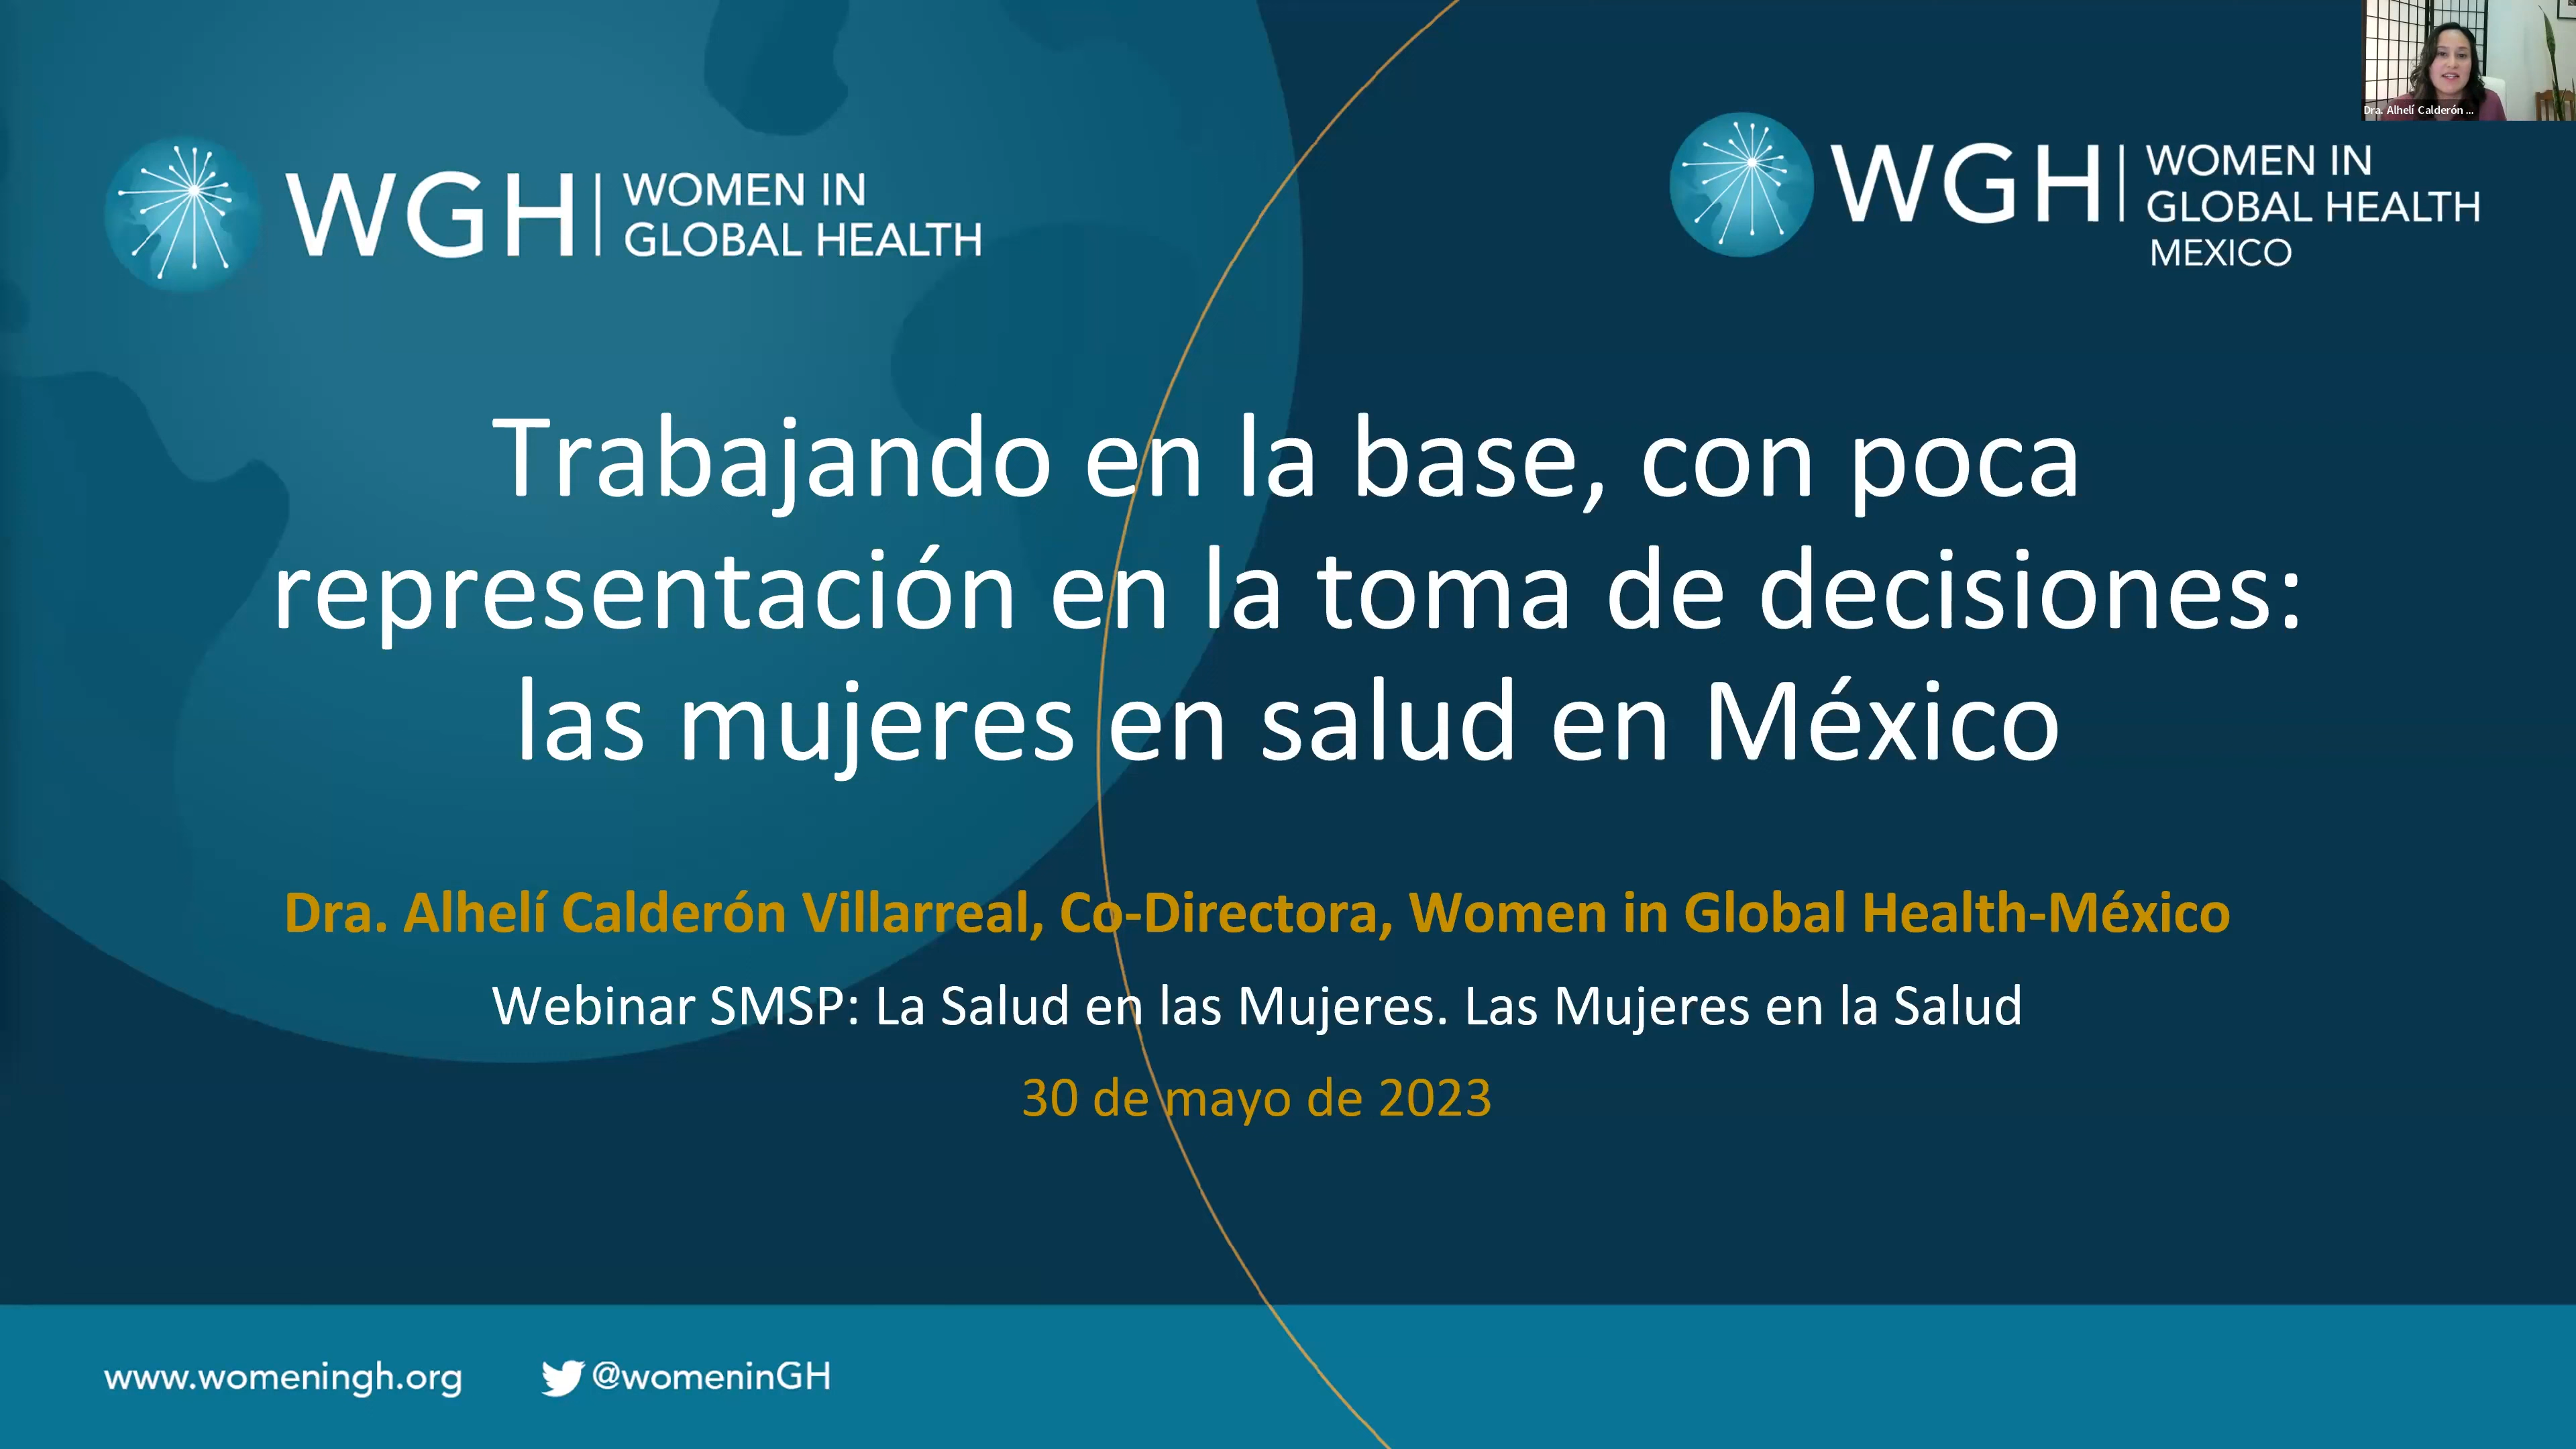 Dra. Alhelí Calderón ...
WGH | WOMEN IN
GLOBAL HEALTH
WGH | WOMEN IN
GLOBAL HEALTH
MEXICO
Trabajando en la base, con poca
representación en la toma de decisiones:
las mujeres en salud en México
Dra. Alhelí Calderón Villarreal, Co-Directora, Women in Global Health-México
Webinar SMSP: La Salud en las Mujeres. Las Mujeres en la Salud
30 de mayo de 2023
www.womeningh.org
@womeninGH